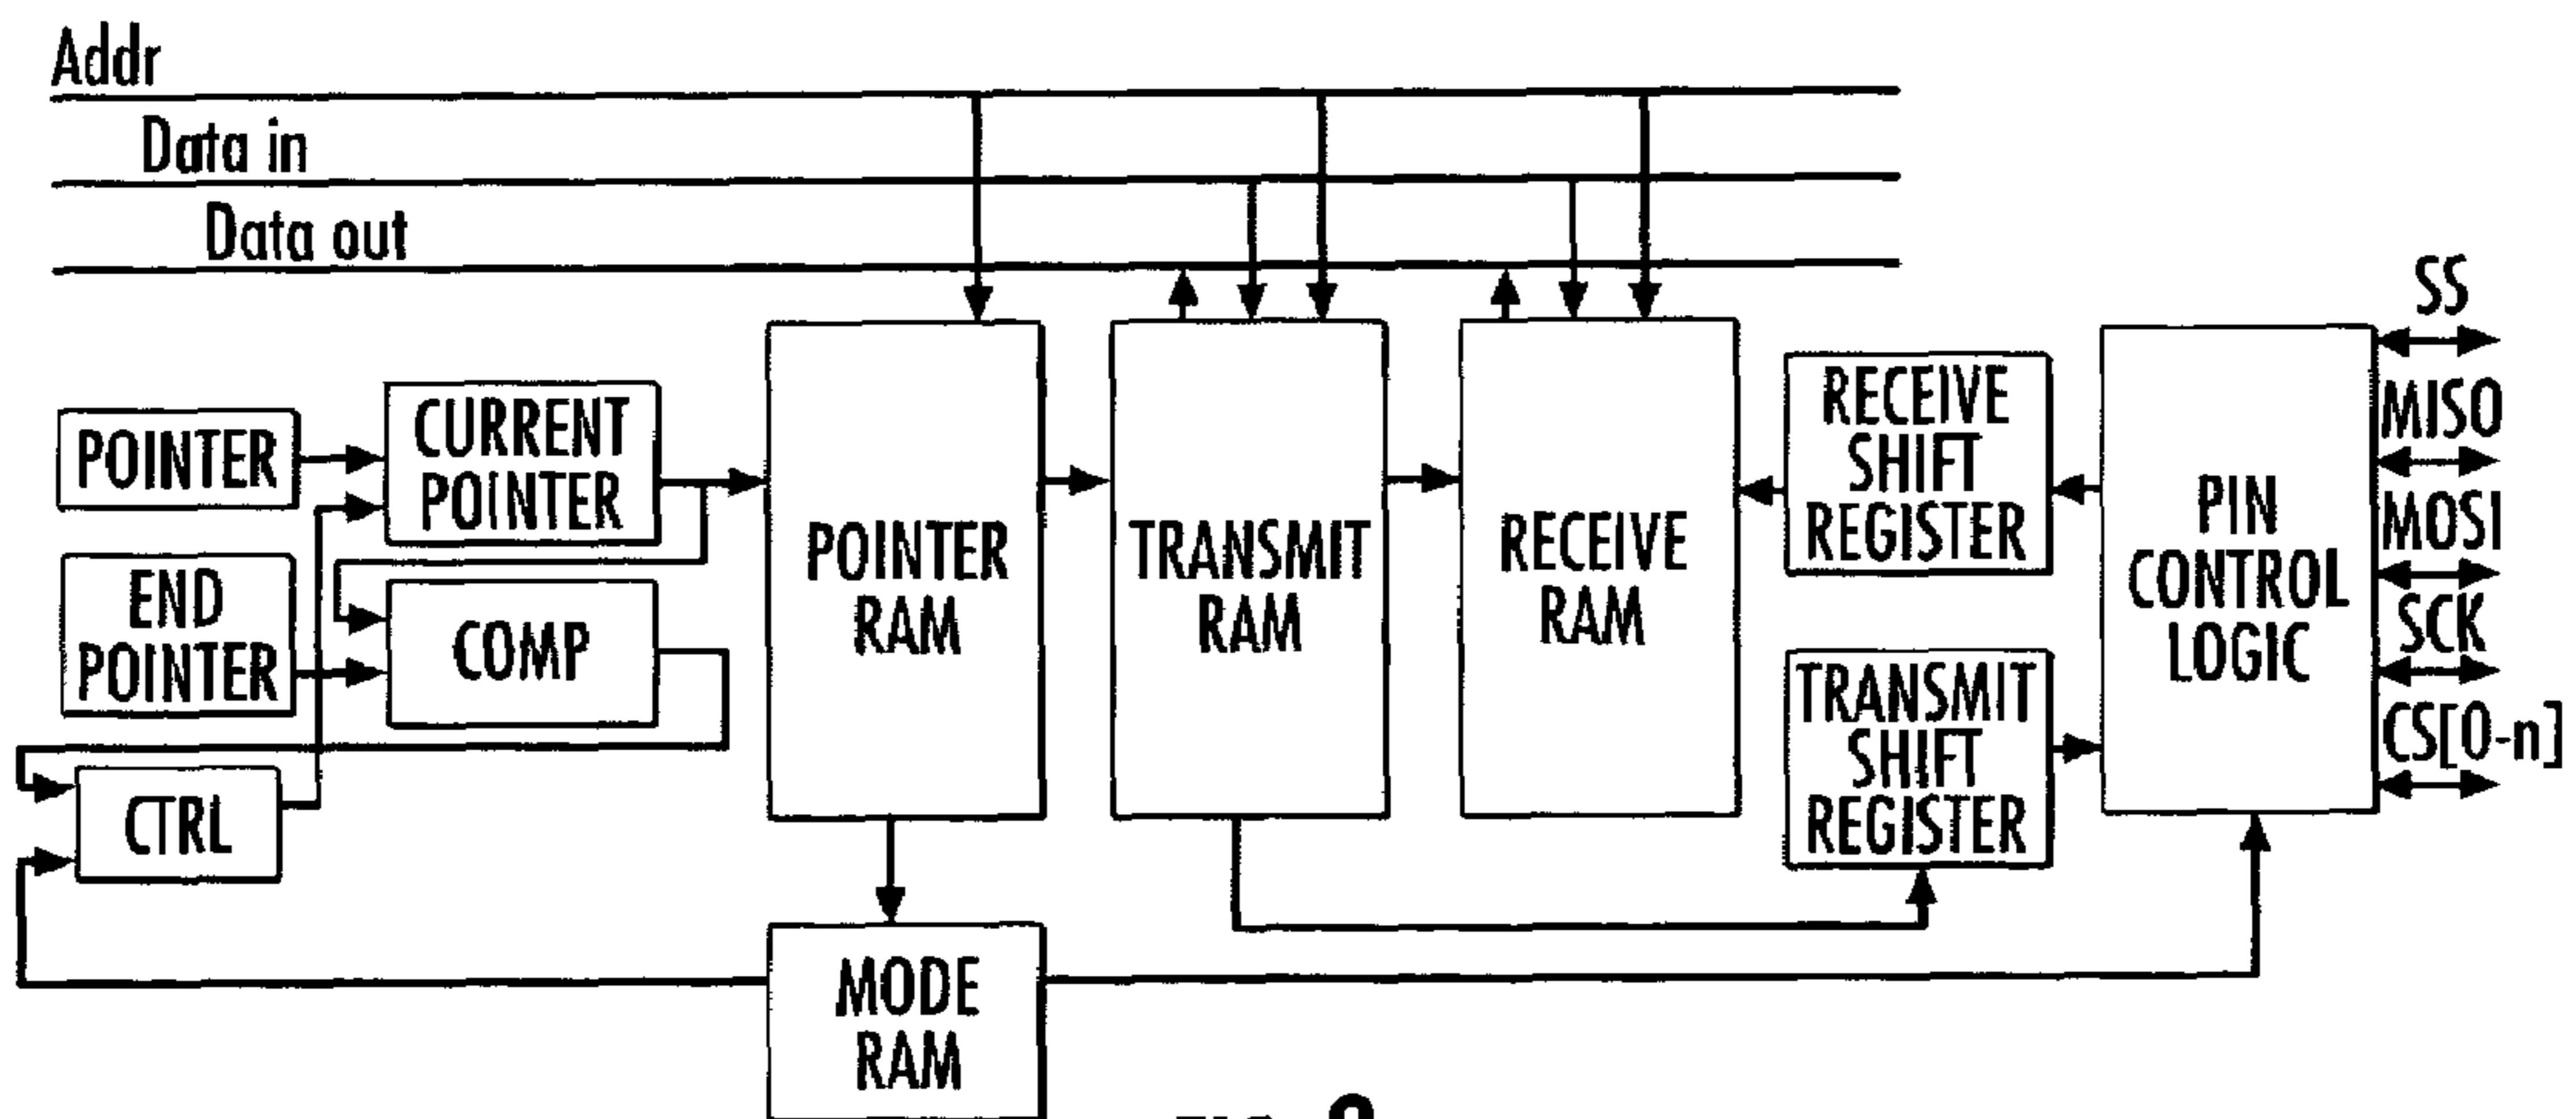 Addr
Data in
Data out
SS
MISO
MOSI
SCK
CS[0-n]
POINTER
CURRENT
POINTER
END
POINTER
COMP
CTRL
POINTER
RAM
TRANSMIT
RAM
RECEIVE
RAM
RECEIVE
SHIFT
REGISTER
TRANSMIT
SHIFT
REGISTER
PIN
CONTROL
LOGIC
MODE
RAM